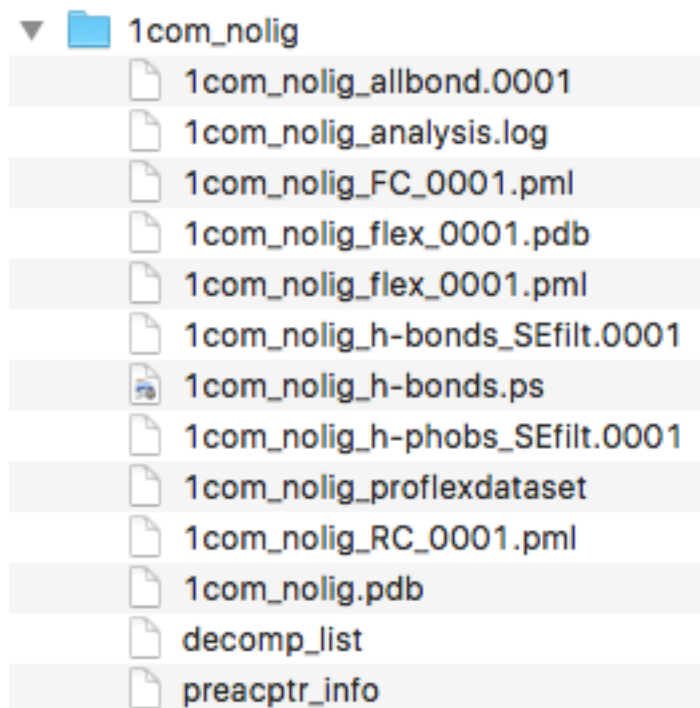 1com_nolig
1com_nolig_allbond.0001
1com_nolig_analysis.log
1com_nolig_FC_0001.pml
1com_nolig_flex_0001.pdb
1com_nolig_flex_0001.pml
1com_nolig_h-bonds_SEfilt.0001
1com_nolig_h-bonds.ps
1com_nolig_h-phobs_SEfilt.0001
1com_nolig_proflexdataset
1com_nolig_RC_0001.pml
1com_nolig.pdb
decomp_list
preacptr_info